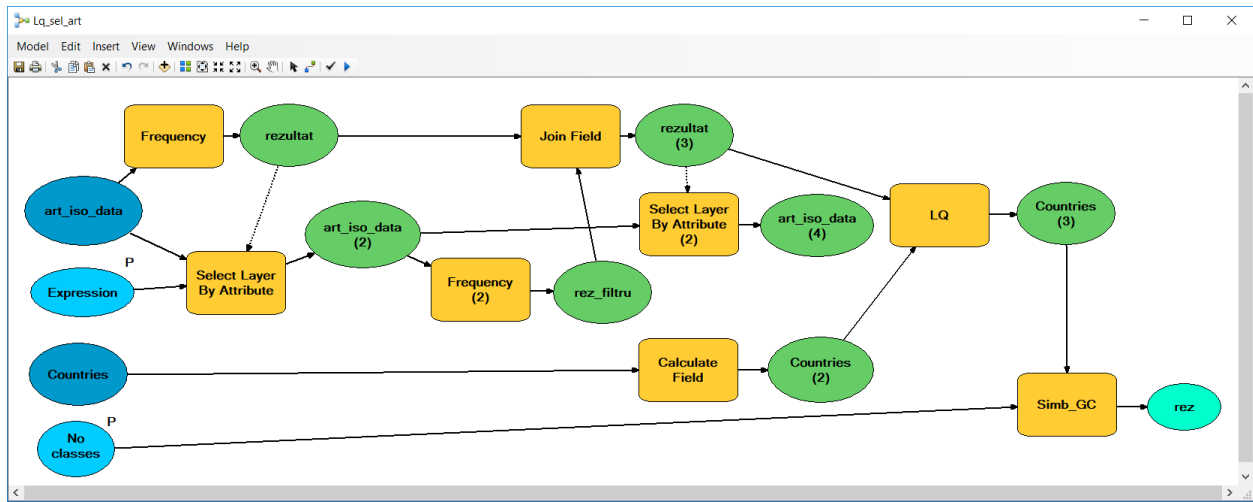 Lq_sel_art
Model Edit Insert View Windows Help
Frequency
rezultat
Join Field
rezultat
(3)
art_iso_data
Select Layer
By Attribute
art_iso_data
(2)
Select Layer
By Attribute
(2)
art_iso_data
(4)
LQ
Countries
(3)
P
Expression
Frequency
(2)
rez_filtru
Countries
Calculate
Field
Countries
(2)
P
No
classes
Simb_GC
rez